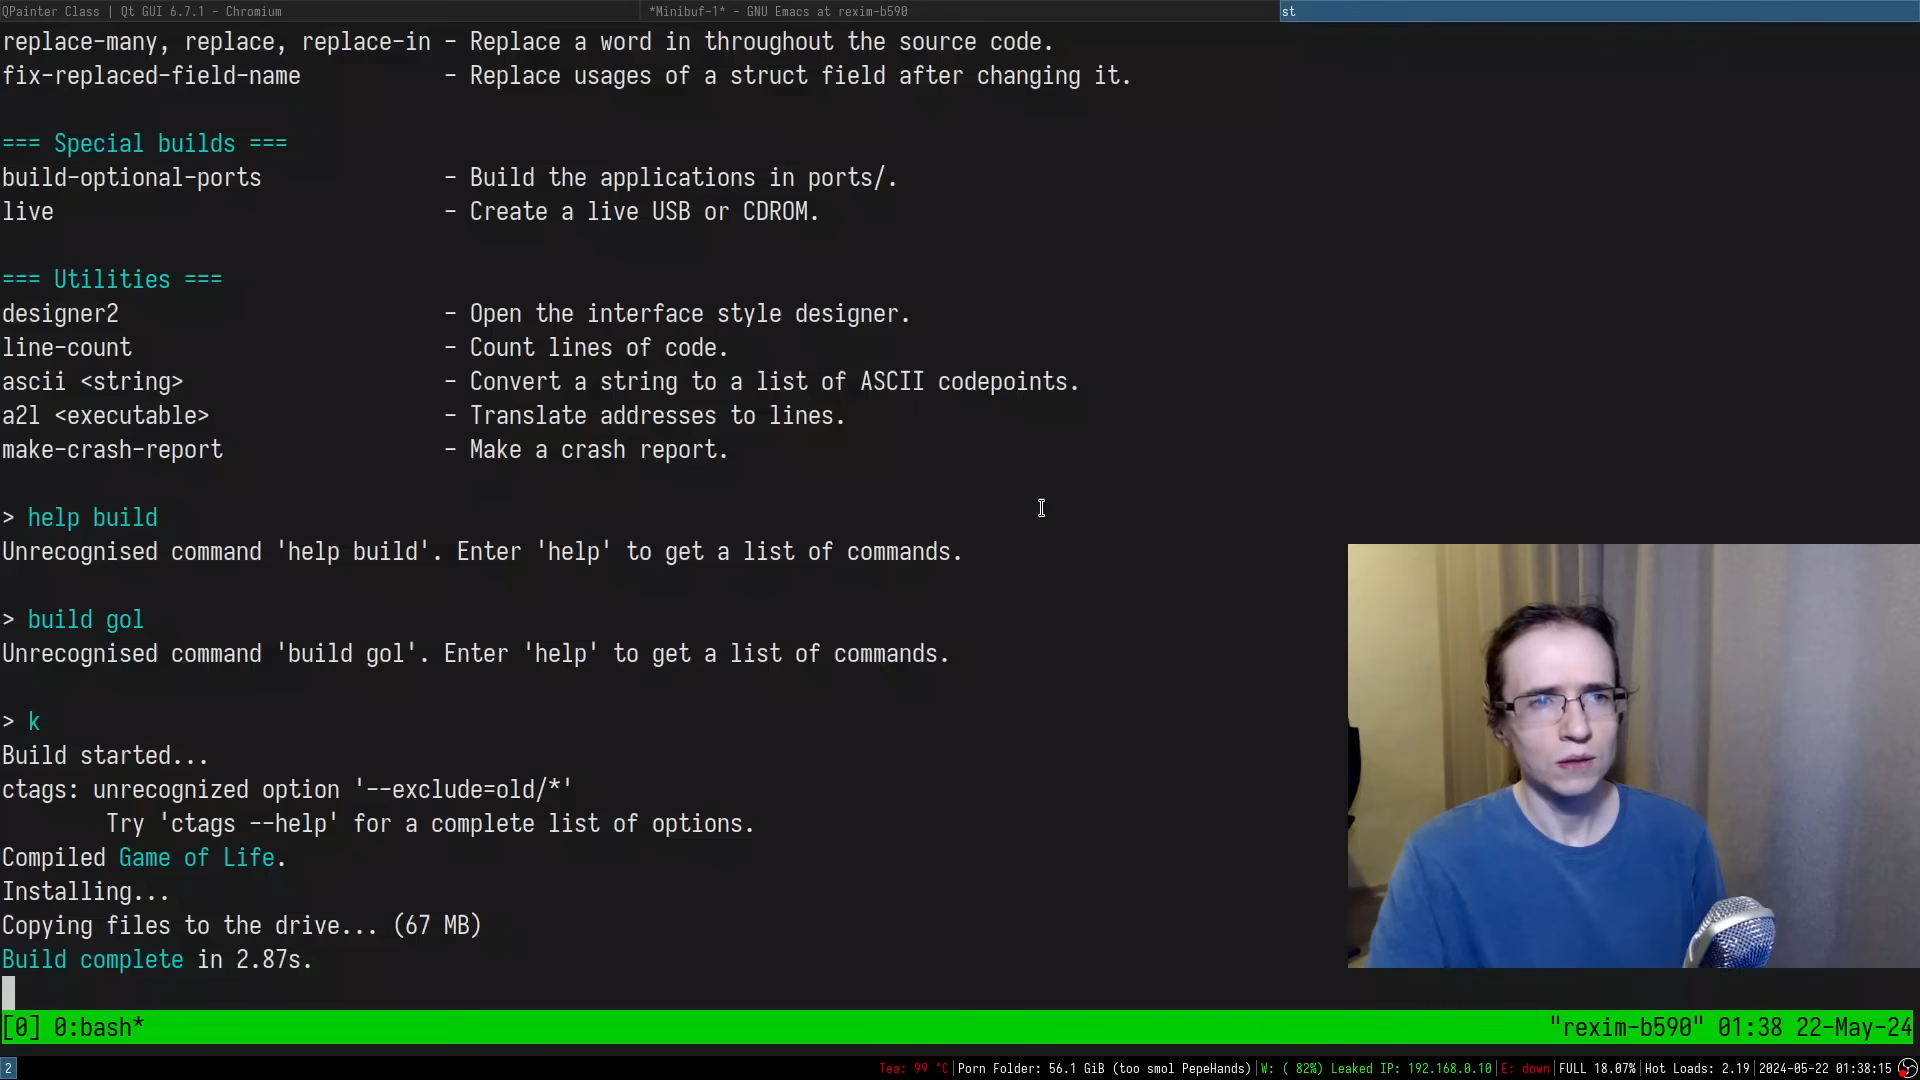 QPainter Class | Qt GUI 6.7.1 - Chromium
*Minibuf-1* - GNU Emacs at rexim-b590
st
replace-many, replace, replace-in - Replace a word in throughout the source code.
fix-replaced-field-name - Replace usages of a struct field after changing it.
=== Special builds ===
build-optional-ports - Build the applications in ports/.
live - Create a live USB or CDROM.
=== Utilities ===
designer2 - Open the interface style designer.
line-count - Count lines of code.
ascii <string> - Convert a string to a list of ASCII codepoints.
a2l <executable> - Translate addresses to lines.
make-crash-report - Make a crash report.
> help build
Unrecognised command 'help build'. Enter 'help' to get a list of commands.
> build gol
Unrecognised command 'build gol'. Enter 'help' to get a list of commands.
> k
Build started...
ctags: unrecognized option '--exclude=old/*'
Try 'ctags --help' for a complete list of options.
Compiled Game of Life.
Installing...
Copying files to the drive... (67 MB)
Build complete in 2.87s.
[0] 0:bash* "rexim-b590" 01:38 22-May-24
2 Tea: 99 °C|Porn Folder: 56.1 GiB (too smol PepeHands)|W: ( 82%) Leaked IP: 192.168.0.10|E: down|FULL 18.07%|Hot Loads: 2.19|2024-05-22 01:38:15